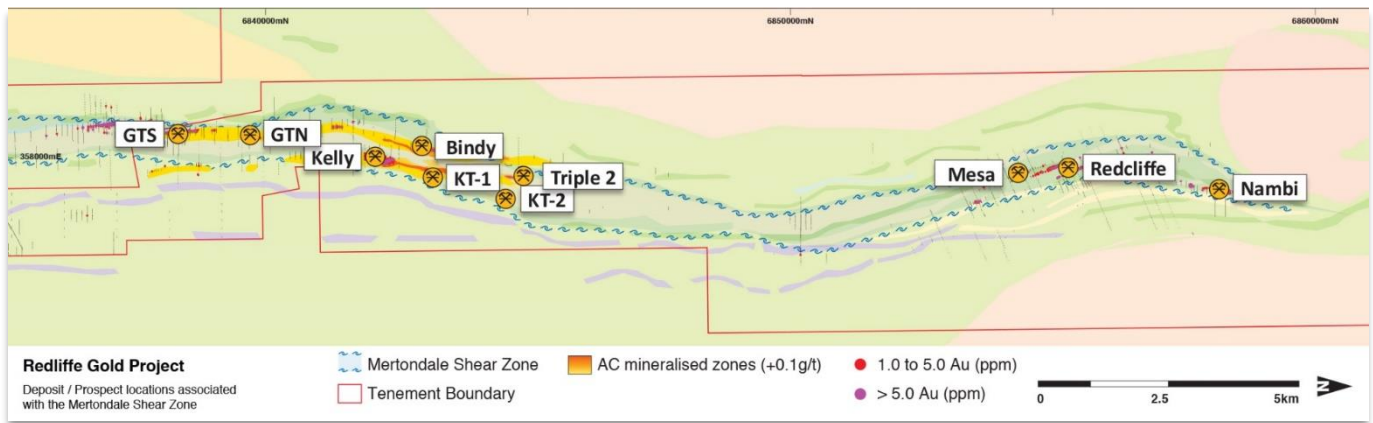 6840000mN
6850000mN
6860000mN
GTS
GTN
Bindy
358000mE
Kelly
KT-1
Triple 2
KT-2
Mesa
Redcliffe
Nambi
Redliffe Gold Project
Deposit / Prospect locations associated
with the Mertondale Shear Zone
Mertondale Shear Zone
Tenement Boundary
AC mineralised zones (+0.1g/t)
1.0 to 5.0 Au (ppm)
> 5.0 Au (ppm)
0
2.5
5km
N